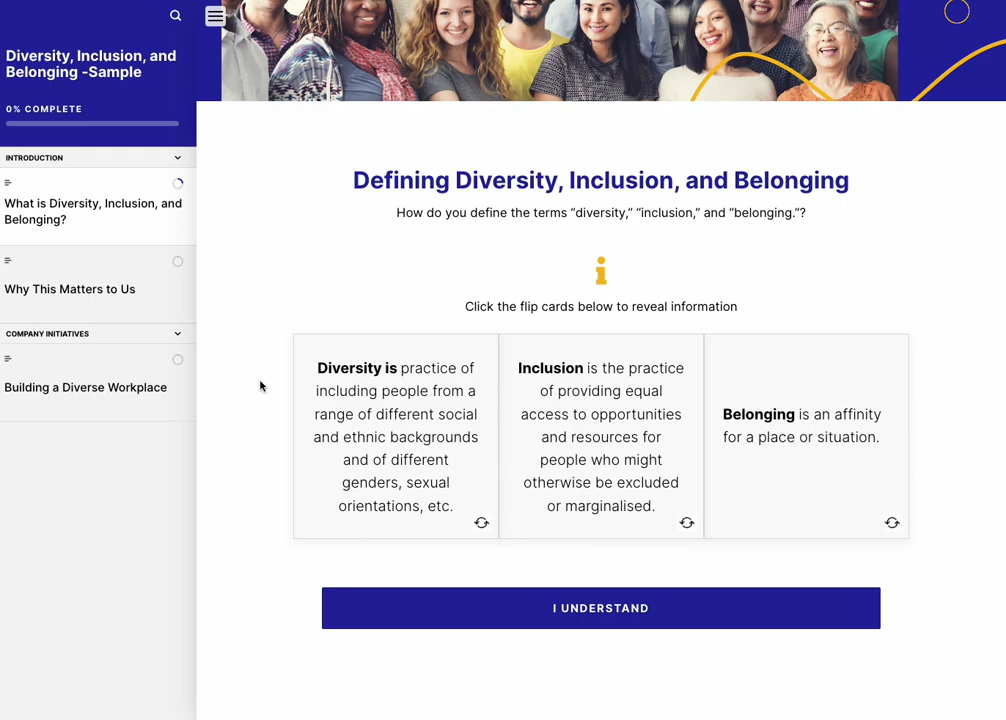 Diversity, Inclusion, and
Belonging -Sample
0% COMPLETE
INTRODUCTION
What is Diversity, Inclusion, and
Belonging?
Why This Matters to Us
COMPANY INITIATIVES
Building a Diverse Workplace
Defining Diversity, Inclusion, and Belonging
How do you define the terms “diversity,” “inclusion,” and “belonging.”?
Click the flip cards below to reveal information
Diversity is practice of
including people from a
range of different social
and ethnic backgrounds
and of different
genders, sexual
orientations, etc.
Inclusion is the practice
of providing equal
access to opportunities
and resources for
people who might
otherwise be excluded
or marginalised.
Belonging is an affinity
for a place or situation.
I UNDERSTAND